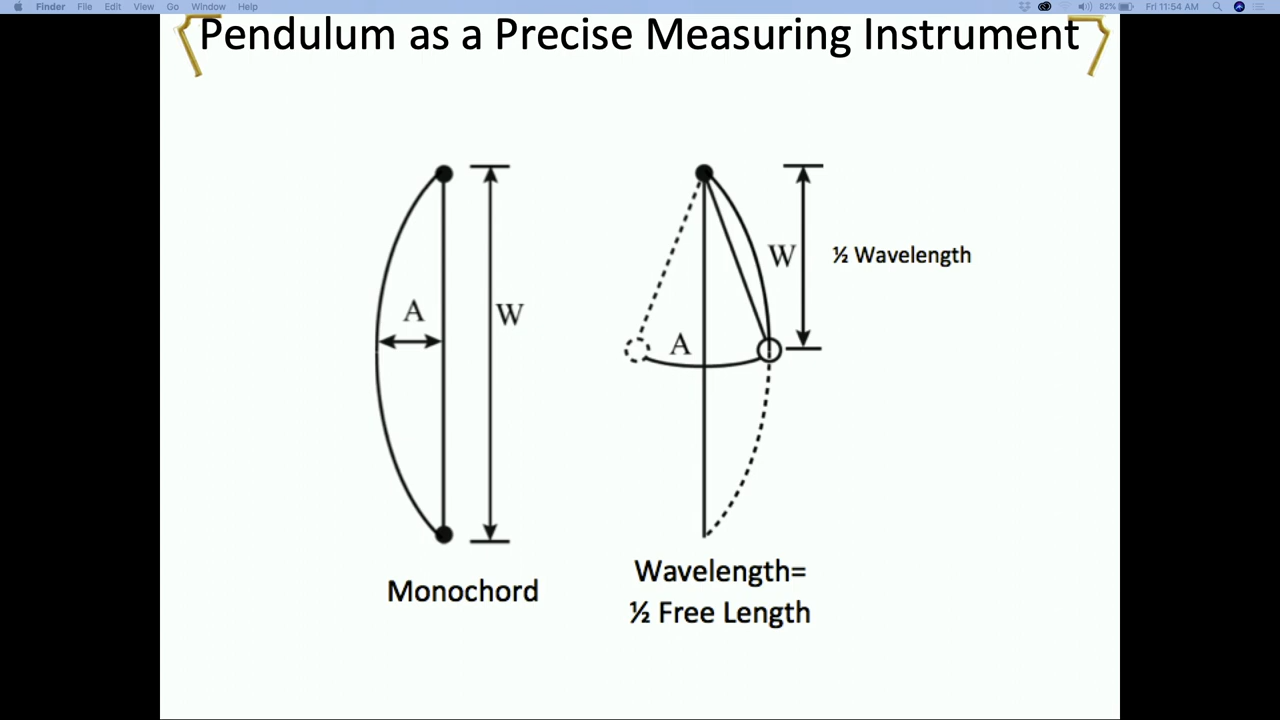 Finder File Edit View Go Window Help 82% Fri 11:54 AM
Pendulum as a Precise Measuring Instrument
A
W
Monochord
A
W
½ Wavelength
Wavelength=
½ Free Length